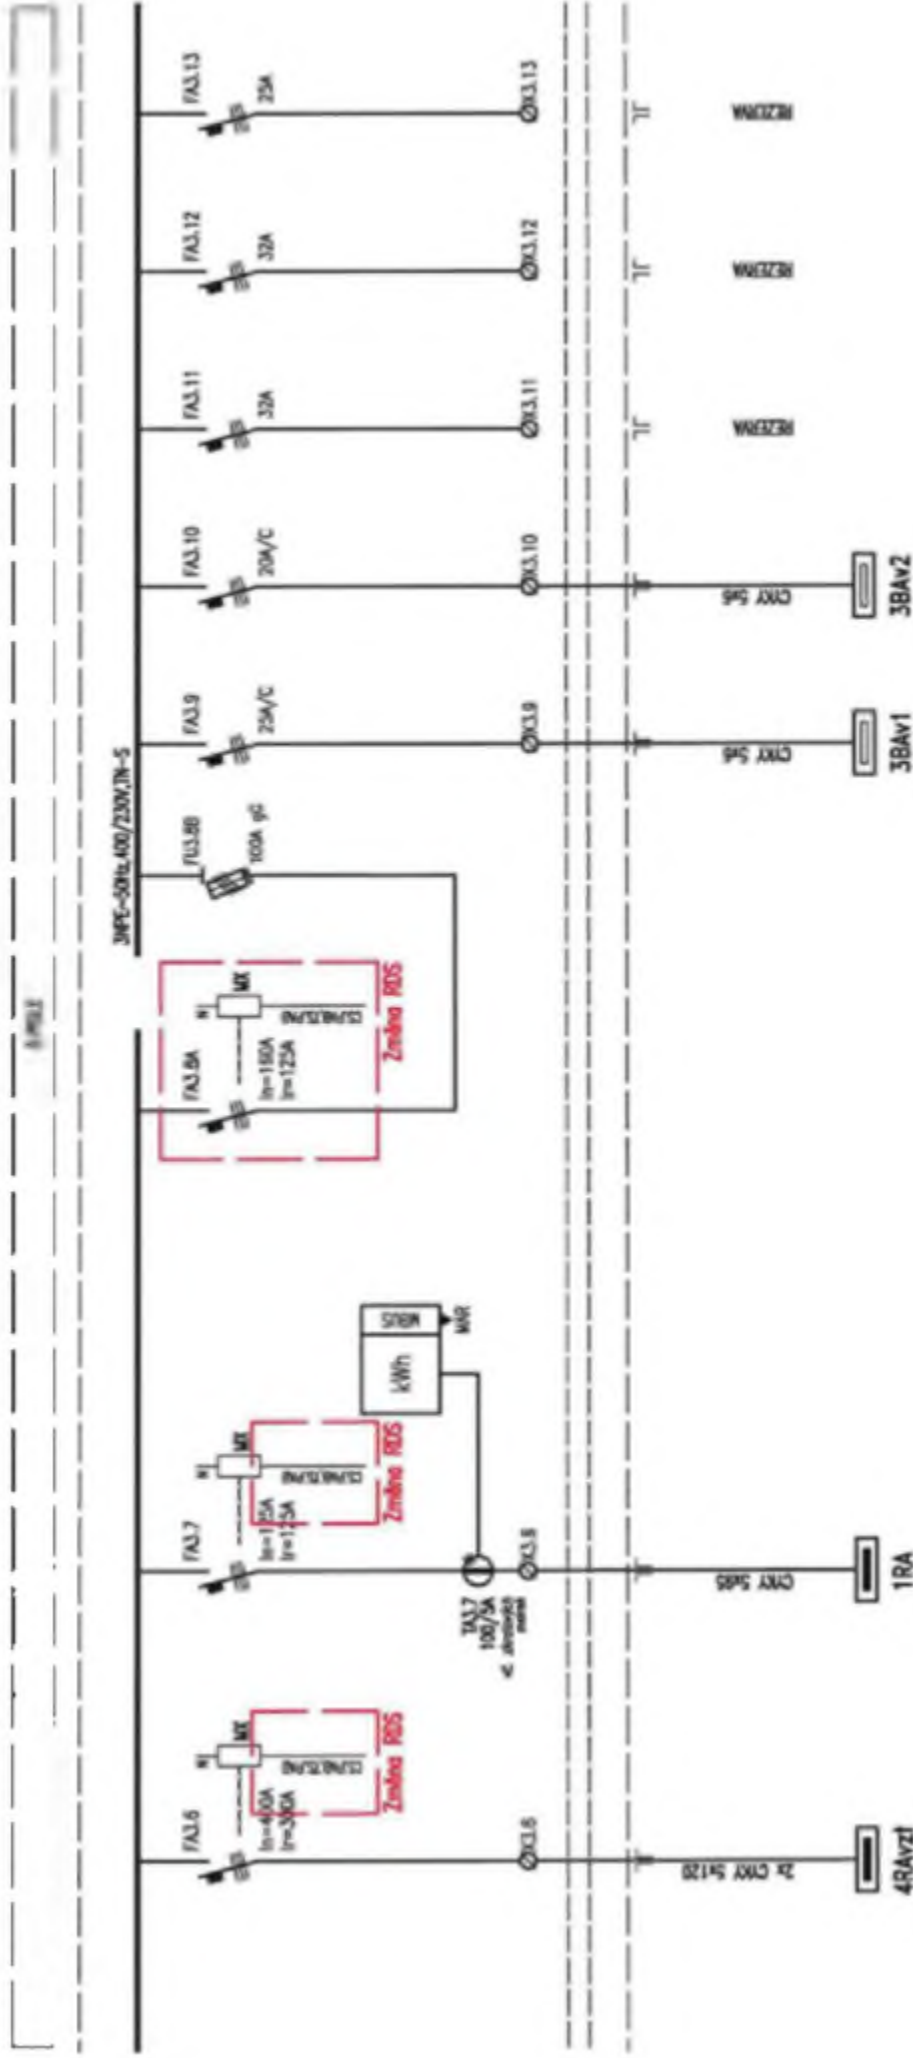 3NPE~50Hz,400/230V,TN-S
FA3.6
N
MX
In=400A
Ir=300A
Změna RDS
X3.6
2x CYKY 5x120
4RAvzt
FA3.7
N
MX
In=125A
Ir=125A
Změna RDS
kWh
MBUS
MAR
TA3.7
100/5A
X3.8
CYKY 5x95
1RA
FA3.8A
N
MX
In=160A
Ir=125A
Změna RDS
FU3.8B
100A gG
FA3.9
25A/C
X3.9
CYKY 5x6
3BAv1
FA3.10
20A/C
X3.10
CYKY 5x6
3BAv2
FA3.11
32A
X3.11
REZERVA
FA3.12
32A
X3.12
REZERVA
FA3.13
25A
X3.13
REZERVA